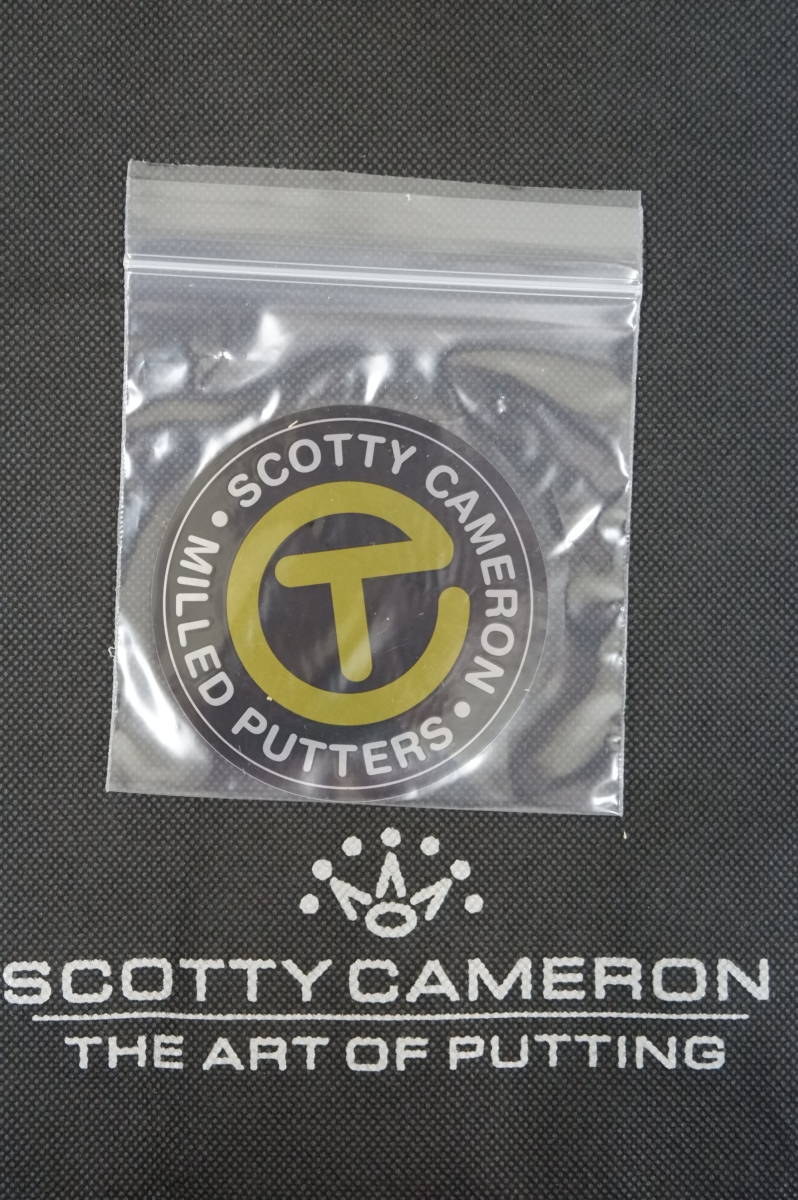 • SCOTTY CAMERON •
MILLED PUTTERS
T
SCOTTY CAMERON
THE ART OF PUTTING